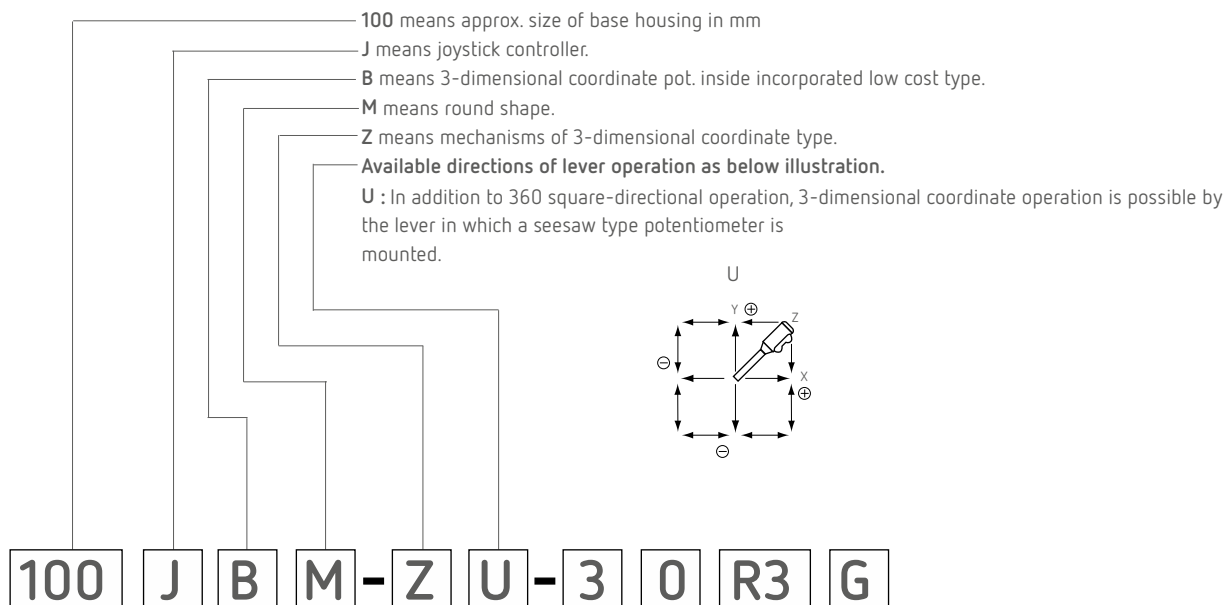 100 means approx. size of base housing in mm
J means joystick controller.
B means 3-dimensional coordinate pot. inside incorporated low cost type.
M means round shape.
Z means mechanisms of 3-dimensional coordinate type.
Available directions of lever operation as below illustration.
U : In addition to 360 square-directional operation, 3-dimensional coordinate operation is possible by
the lever in which a seesaw type potentiometer is
mounted.
U
Y ⊕ Z
⊖ X
⊕
⊖
100 J B M - Z U - 3 0 R3 G